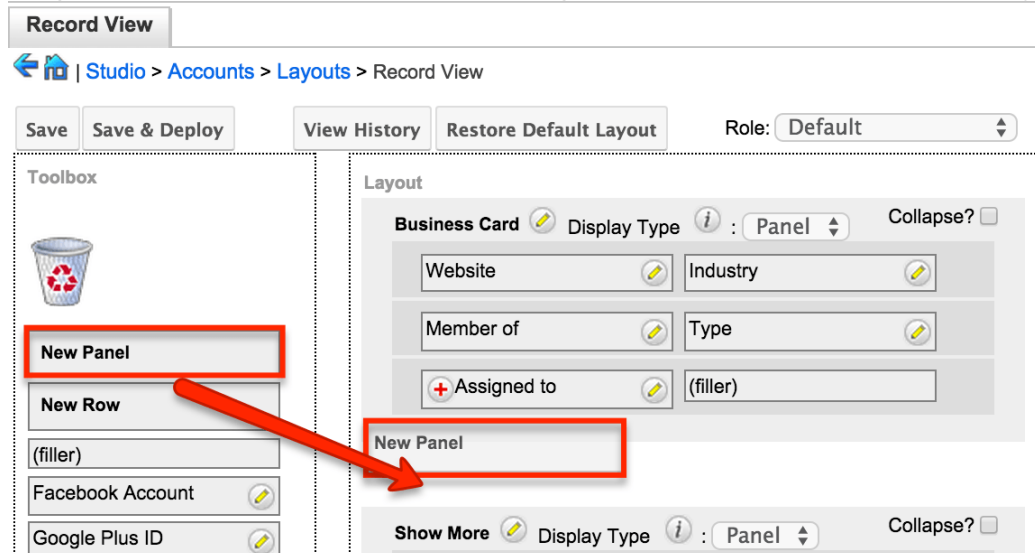 Record View
| Studio > Accounts > Layouts > Record View
Save Save & Deploy View History Restore Default Layout Role: Default
Toolbox
New Panel
New Row
(filler)
Facebook Account
Google Plus ID
Layout
Business Card Display Type i : Panel Collapse?
Website Industry
Member of Type
Assigned to (filler)
New Panel
Show More Display Type i : Panel Collapse?